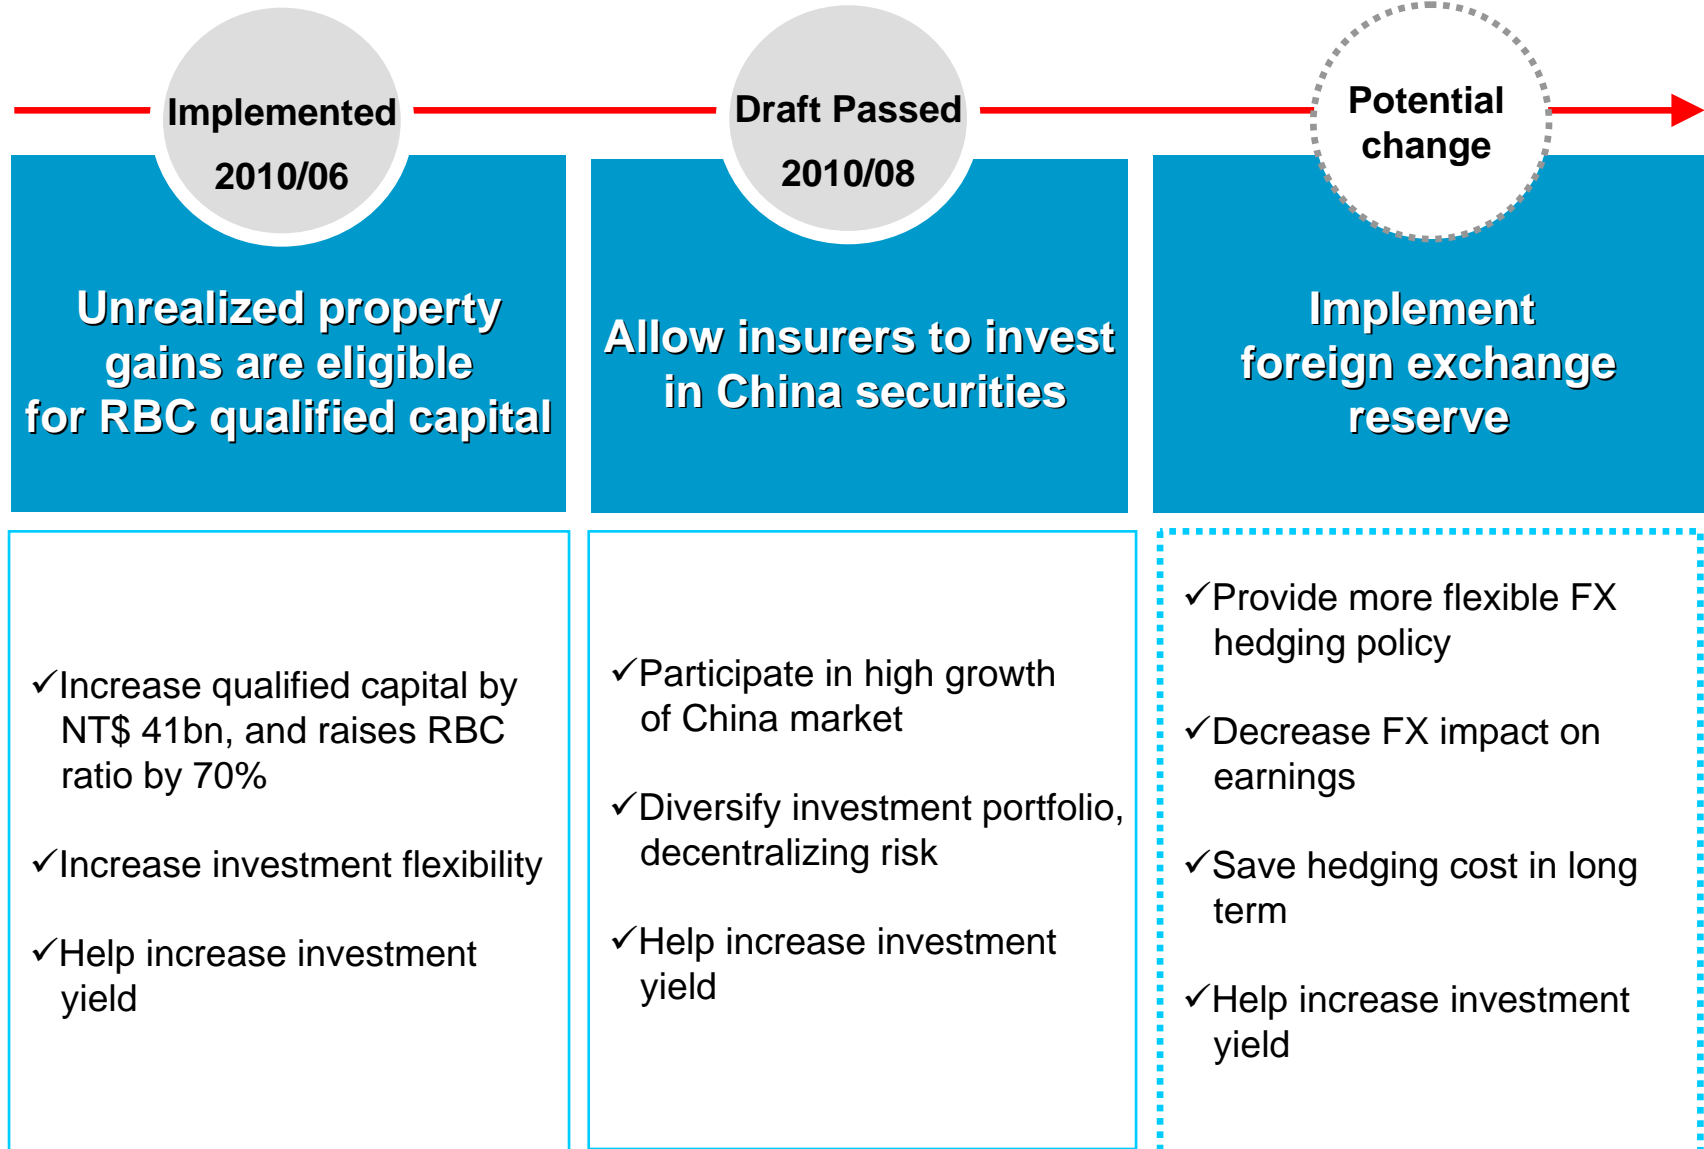 Implemented
2010/06
Unrealized property
gains are eligible
for RBC qualified capital
✓Increase qualified capital by
NT$ 41bn, and raises RBC
ratio by 70%
✓Increase investment flexibility
✓Help increase investment
yield
Draft Passed
2010/08
Allow insurers to invest
in China securities
✓Participate in high growth
of China market
✓Diversify investment portfolio,
decentralizing risk
✓Help increase investment
yield
Potential
change
Implement
foreign exchange
reserve
✓Provide more flexible FX
hedging policy
✓Decrease FX impact on
earnings
✓Save hedging cost in long
term
✓Help increase investment
yield